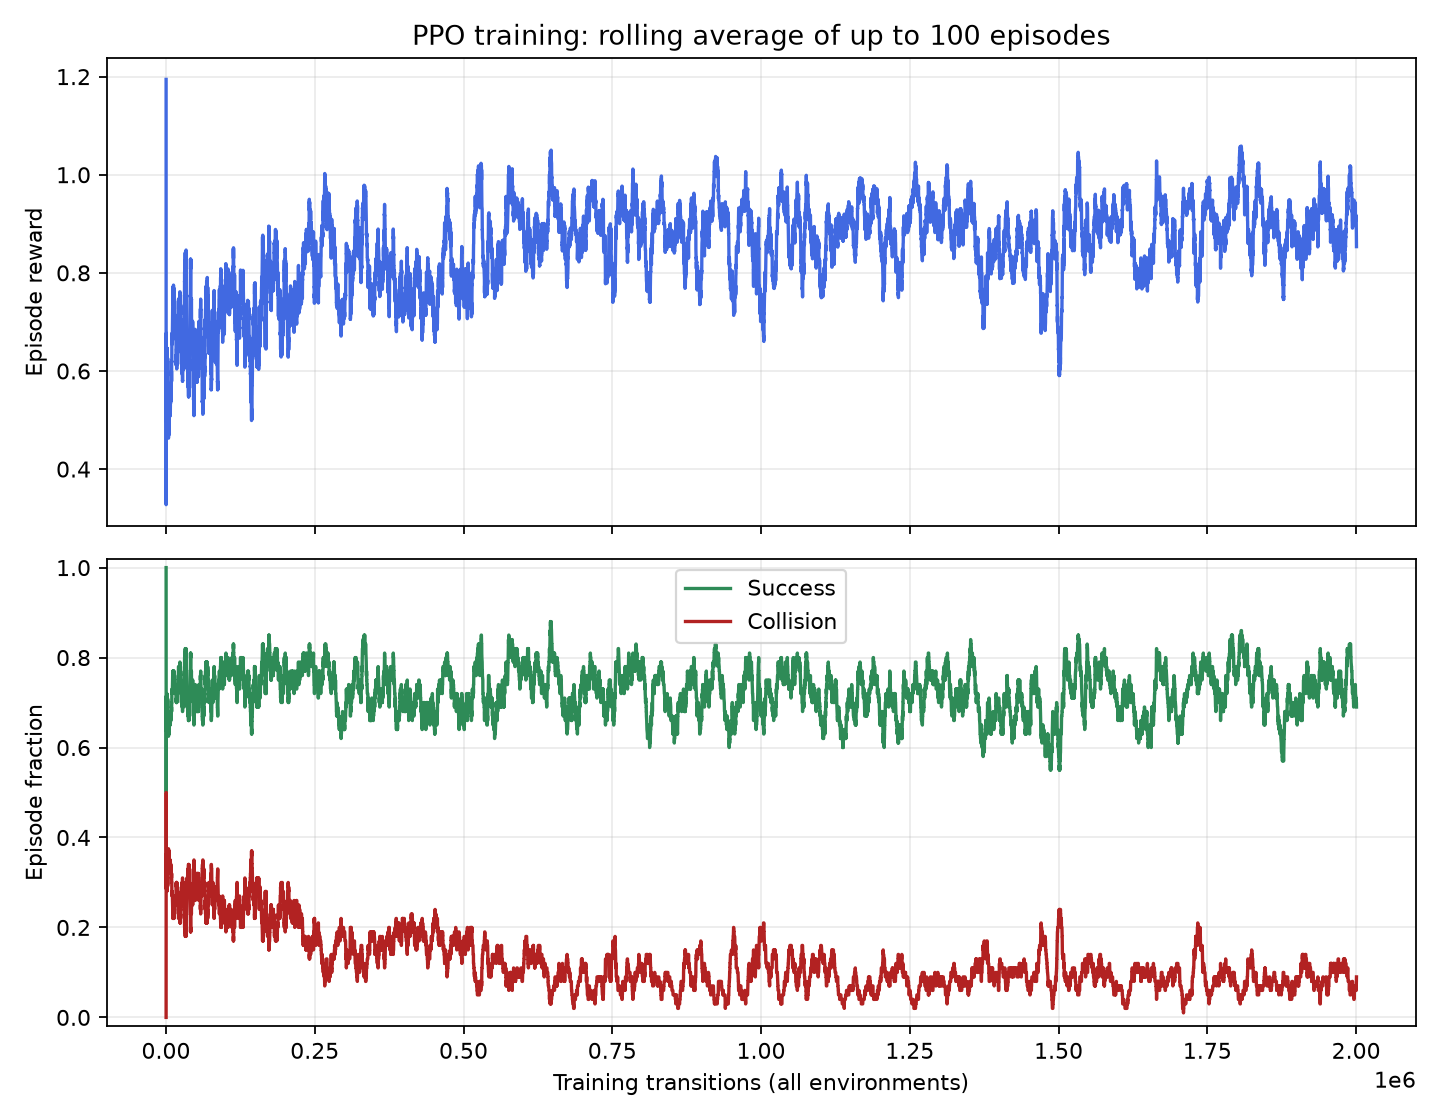 PPO training: rolling average of up to 100 episodes
1.2
1.0
0.8
0.6
0.4
Episode reward
Success
Collision
1.0
0.8
0.6
0.4
0.2
0.0
Episode fraction
0.00 0.25 0.50 0.75 1.00 1.25 1.50 1.75 2.00
1e6
Training transitions (all environments)